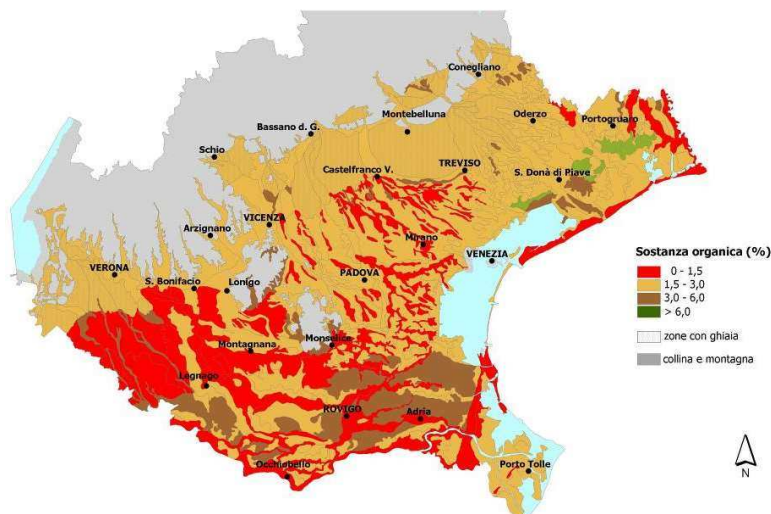 Conegliano
Oderzo
Portogruaro
Montebelluna
Bassano d. G.
Schio
Castelfranco V.
TREVISO
S. Donà di Piave
VICENZA
Arzignano
Mirano
VENEZIA
VERONA
S. Bonifacio
Lonigo
PADOVA
Montagnana
Monselice
Legnago
ROVIGO
Adria
Occhiobello
Porto Tolle
Sostanza organica (%)
0 - 1,5
1,5 - 3,0
3,0 - 6,0
> 6,0
zone con ghiaia
collina e montagna
N